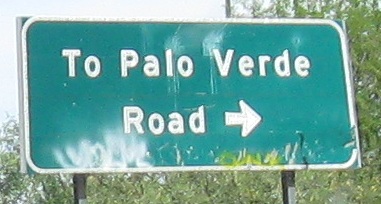 To Palo Verde
Road →